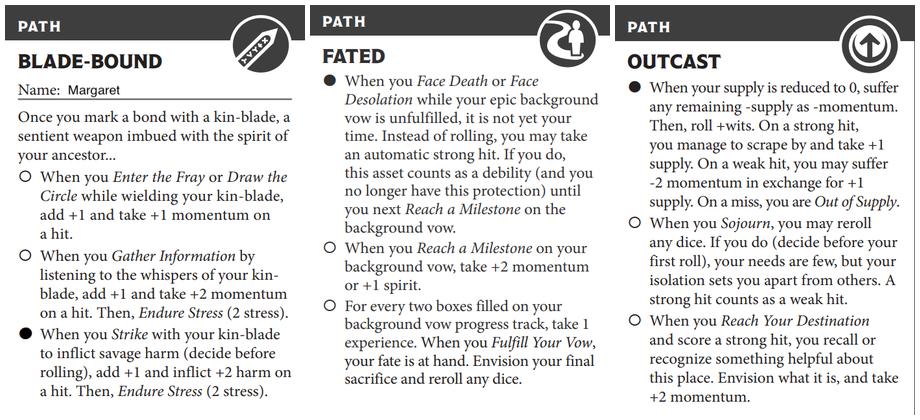 PATH
BLADE-BOUND
Name: Margaret
Once you mark a bond with a kin-blade, a
sentient weapon imbued with the spirit of
your ancestor...
When you Enter the Fray or Draw the
Circle while wielding your kin-blade,
add +1 and take +1 momentum on
a hit.
When you Gather Information by
listening to the whispers of your kin-
blade, add +1 and take +2 momentum
on a hit. Then, Endure Stress (2 stress).
When you Strike with your kin-blade
to inflict savage harm (decide before
rolling), add +1 and inflict +2 harm on
a hit. Then, Endure Stress (2 stress).
PATH
FATED
When you Face Death or Face
Desolation while your epic background
vow is unfulfilled, it is not yet your
time. Instead of rolling, you may take
an automatic strong hit. If you do,
this asset counts as a debility (and you
no longer have this protection) until
you next Reach a Milestone on the
background vow.
When you Reach a Milestone on your
background vow, take +2 momentum
or +1 spirit.
For every two boxes filled on your
background vow progress track, take 1
experience. When you Fulfill Your Vow,
your fate is at hand. Envision your final
sacrifice and reroll any dice.
PATH
OUTCAST
When your supply is reduced to 0, suffer
any remaining -supply as -momentum.
Then, roll +wits. On a strong hit,
you manage to scrape by and take +1
supply. On a weak hit, you may suffer
-2 momentum in exchange for +1
supply. On a miss, you are Out of Supply.
When you Sojourn, you may reroll
any dice. If you do (decide before your
first roll), your needs are few, but your
isolation sets you apart from others. A
strong hit counts as a weak hit.
When you Reach Your Destination
and score a strong hit, you recall or
recognize something helpful about
this place. Envision what it is, and take
+2 momentum.